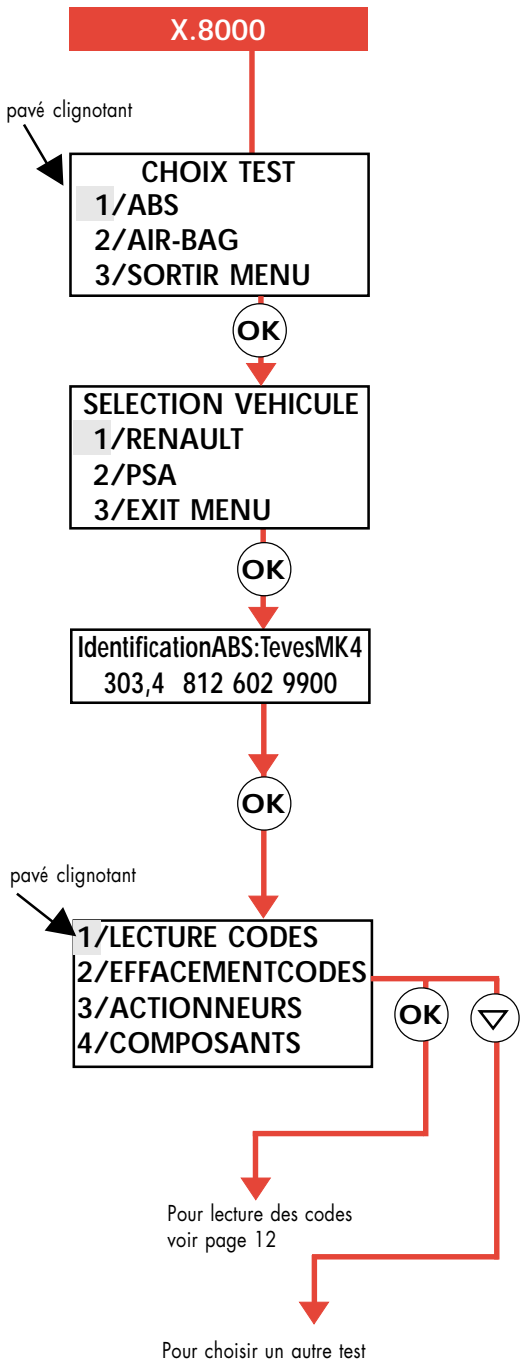 X.8000
pavé clignotant
CHOIX TEST
1/ABS
2/AIR-BAG
3/SORTIR MENU
OK
SELECTION VEHICULE
1/RENAULT
2/PSA
3/EXIT MENU
OK
IdentificationABS:TevesMK4
303,4 812 602 9900
OK
pavé clignotant
1/LECTURE CODES
2/EFFACEMENTCODES
3/ACTIONNEURS
4/COMPOSANTS
OK
Pour lecture des codes
voir page 12
Pour choisir un autre test